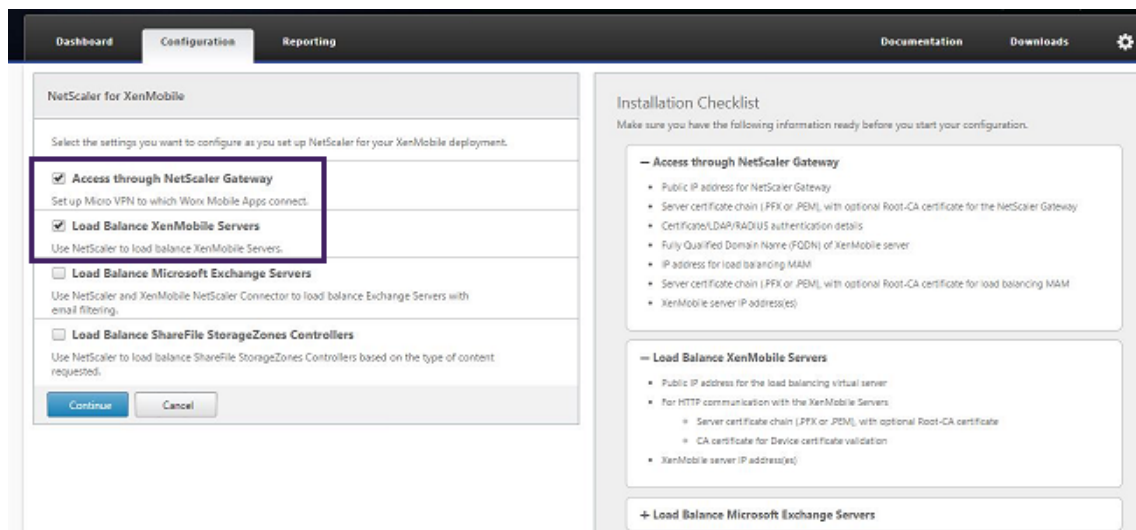 Dashboard
Configuration
Reporting
Documentation
Downloads
NetScaler for XenMobile
Select the settings you want to configure as you set up NetScaler for your XenMobile deployment.
Access through NetScaler Gateway
Set up Micro VPN to which Worx Mobile Apps connect.
Load Balance XenMobile Servers
Use NetScaler to load balance XenMobile Servers.
Load Balance Microsoft Exchange Servers
Use NetScaler and XenMobile NetScaler Connector to load balance Exchange Servers with
email filtering.
Load Balance ShareFile StorageZones Controllers
Use NetScaler to load balance ShareFile StorageZones Controllers based on the type of content
requested.
Continue
Cancel
Installation Checklist
Make sure you have the following information ready before you start your configuration.
— Access through NetScaler Gateway
• Public IP address for NetScaler Gateway
• Server certificate chain (.PFX or .PEM), with optional Root-CA certificate for the NetScaler Gateway
• Certificate/LDAP/RADIUS authentication details
• Fully Qualified Domain Name (FQDN) of XenMobile server
• IP address for load balancing MAM
• Server certificate chain (.PFX or .PEM), with optional Root-CA certificate for load balancing MAM
• XenMobile server IP address(es)
— Load Balance XenMobile Servers
• Public IP address for the load balancing virtual server
• For HTTP communication with the XenMobile Servers
Server certificate chain (.PFX or .PEM), with optional Root-CA certificate
CA certificate for Device certificate validation
• XenMobile server IP address(es)
+ Load Balance Microsoft Exchange Servers